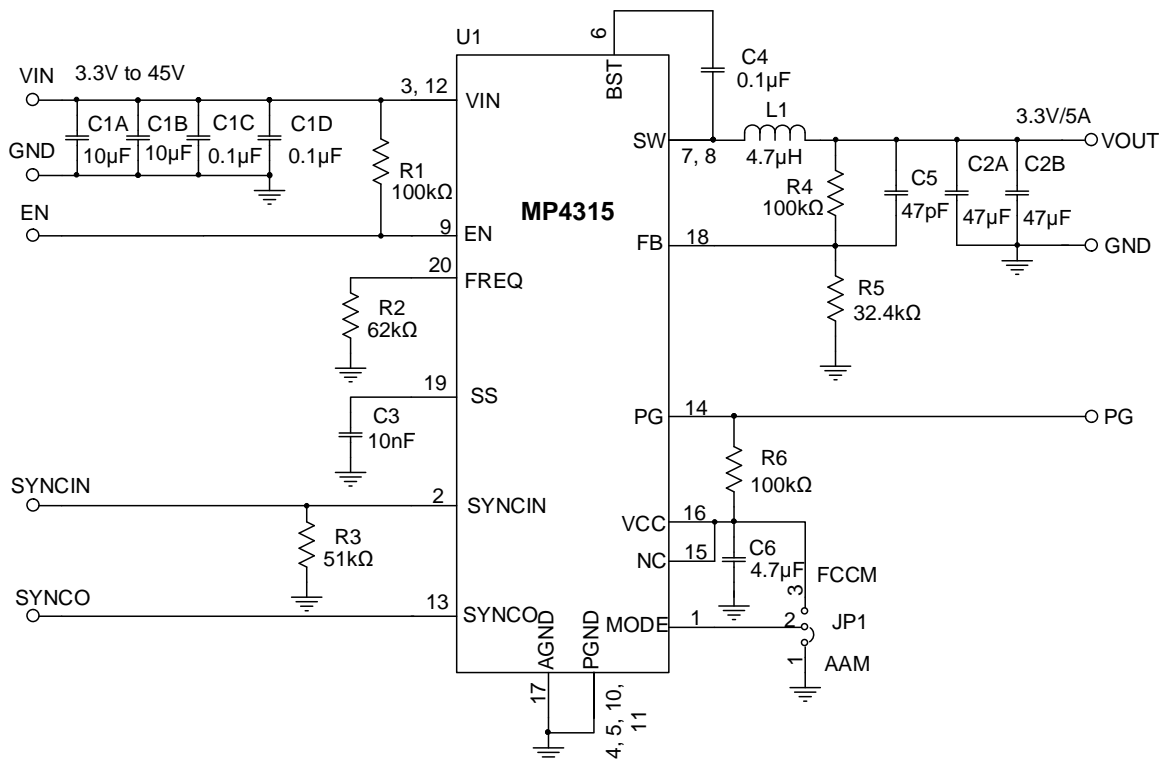 U1
6
BST
C4
0.1µF
VIN 3.3V to 45V
3, 12
VIN
C1A
10µF
C1B
10µF
C1C
0.1µF
C1D
0.1µF
GND
R1
100kΩ
EN
9
EN
SW
7, 8
L1
4.7µH
3.3V/5A
VOUT
R4
100kΩ
C5
47pF
C2A
47µF
C2B
47µF
MP4315
FB
18
GND
20
FREQ
R2
62kΩ
R5
32.4kΩ
19
SS
C3
10nF
PG
14
PG
R6
100kΩ
SYNCIN
2
SYNCIN
R3
51kΩ
VCC
16
NC
15
C6
4.7µF
FCCM
3
SYNCO
13
SYNCO
MODE
1
2
JP1
1
AAM
AGND
PGND
17
4, 5, 10,
11